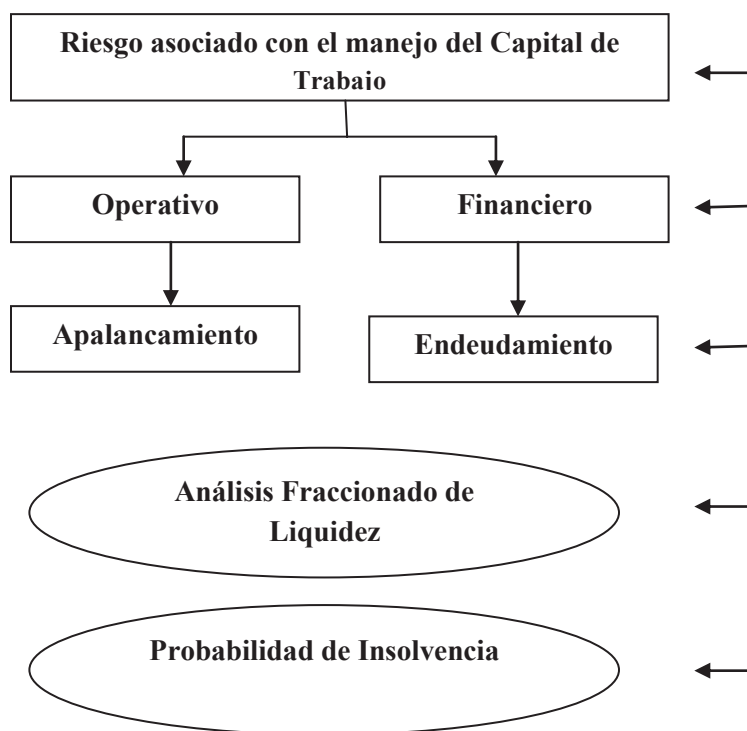 Riesgo asociado con el manejo del Capital de
Trabajo
Operativo
Financiero
Apalancamiento
Endeudamiento
Análisis Fraccionado de
Liquidez
Probabilidad de Insolvencia